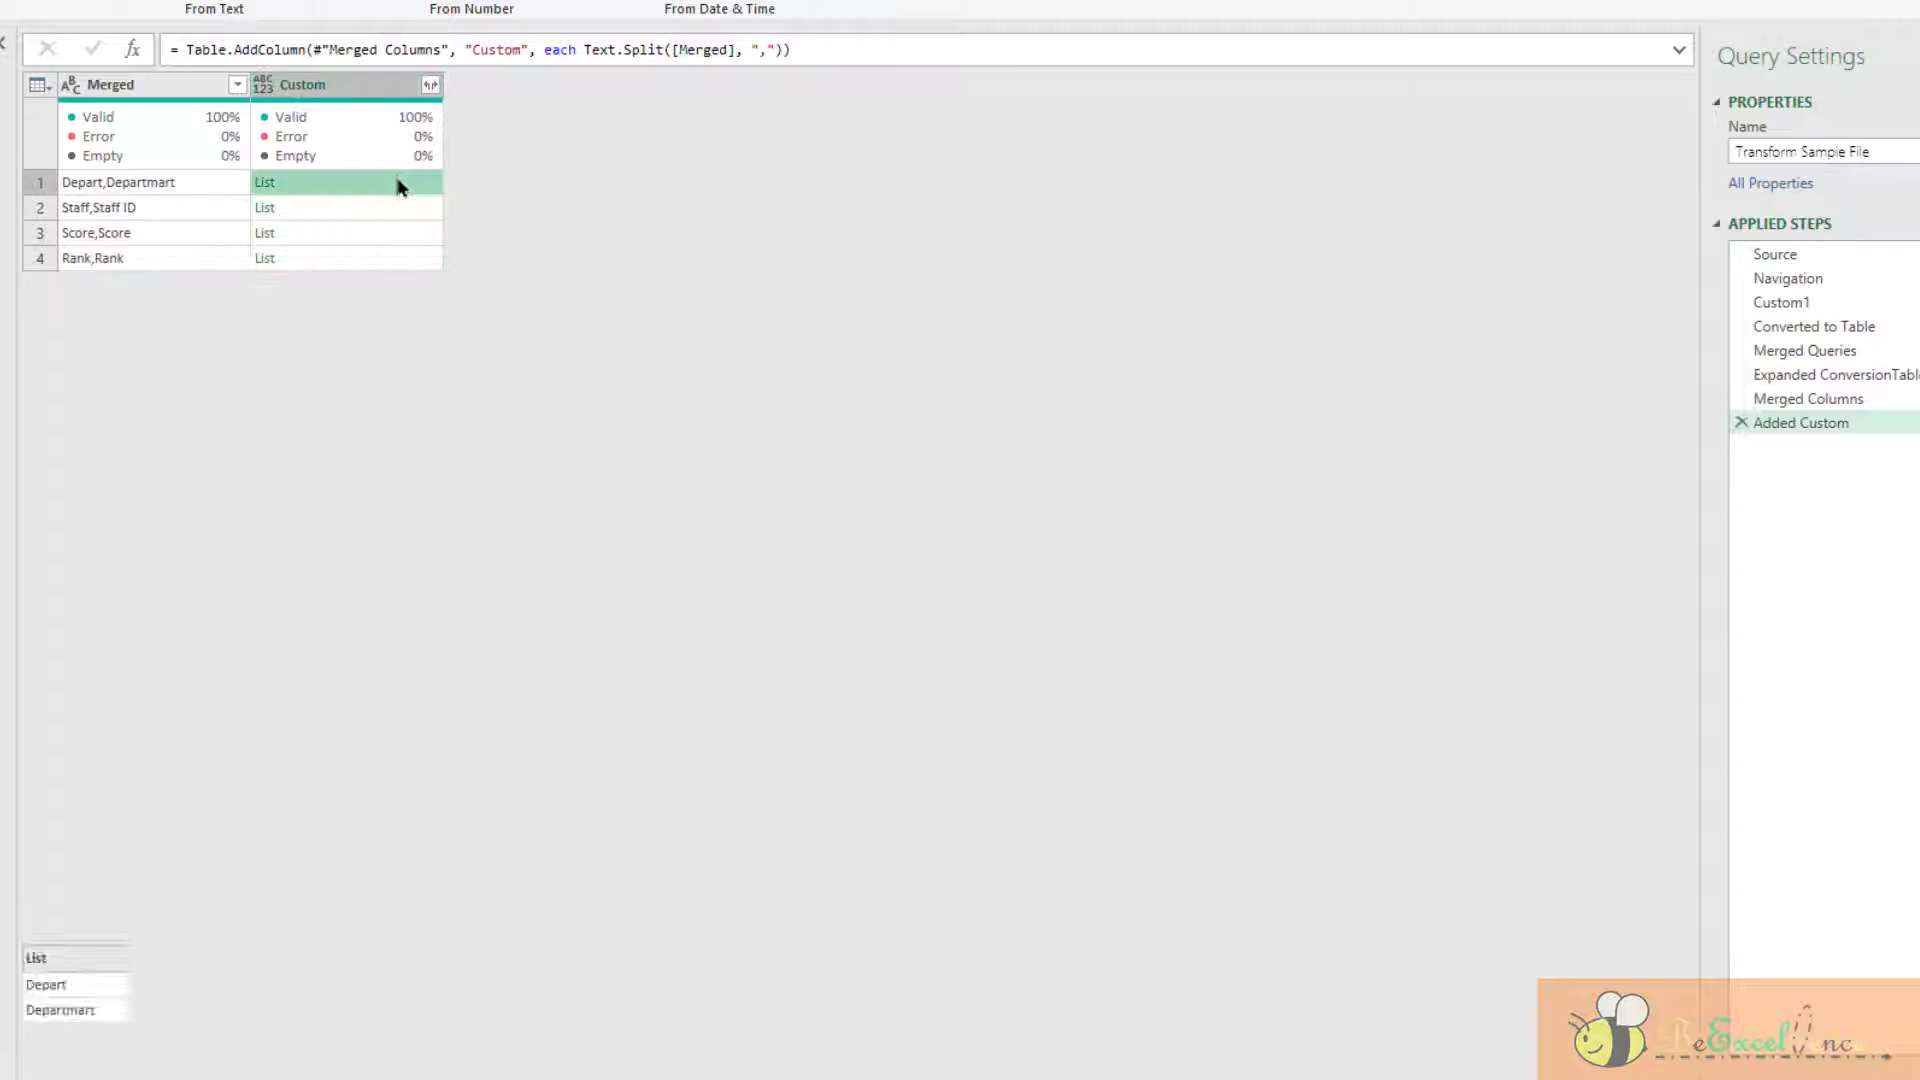 From Text
From Number
From Date & Time
= Table.AddColumn(#"Merged Columns", "Custom", each Text.Split([Merged], ","))
Query Settings
PROPERTIES
Name
Transform Sample File
All Properties
APPLIED STEPS
Source
Navigation
Custom1
Converted to Table
Merged Queries
Expanded ConversionTabl
Merged Columns
Added Custom
Merged
Custom
Valid 100%
Error 0%
Empty 0%
Valid 100%
Error 0%
Empty 0%
1 Depart,Departmart List
2 Staff,Staff ID List
3 Score,Score List
4 Rank,Rank List
List
Depart
Departmart